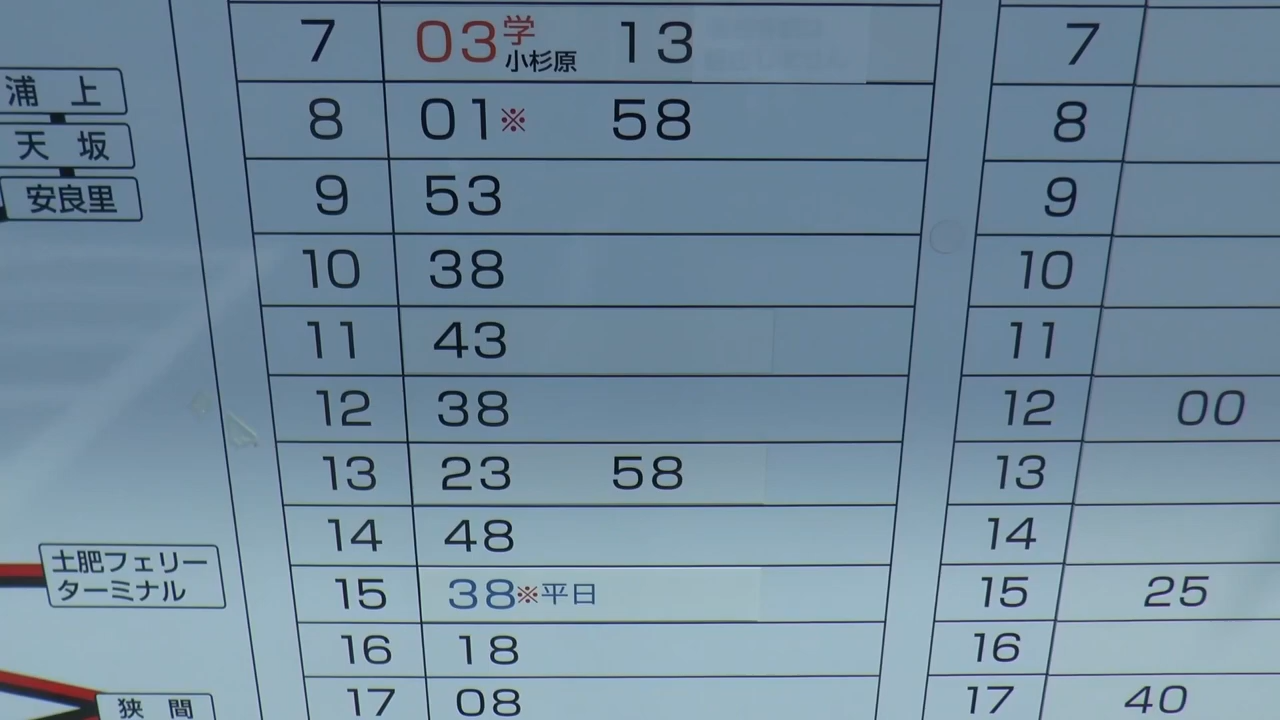 浦 上
天 坂
安良里
土肥フェリー
ターミナル
狭 間
7 03学 小杉原 13
8 01※ 58
9 53
10 38
11 43
12 38
13 23 58
14 48
15 38※平日
16 18
17 08
7
8
9
10
11
12 00
13
14
15 25
16
17 40